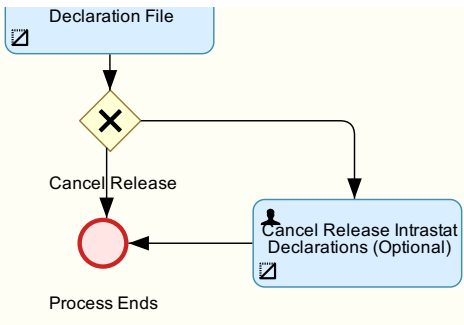 Declaration File
Cancel Release
Cancel Release Intrastat
Declarations (Optional)
Process Ends